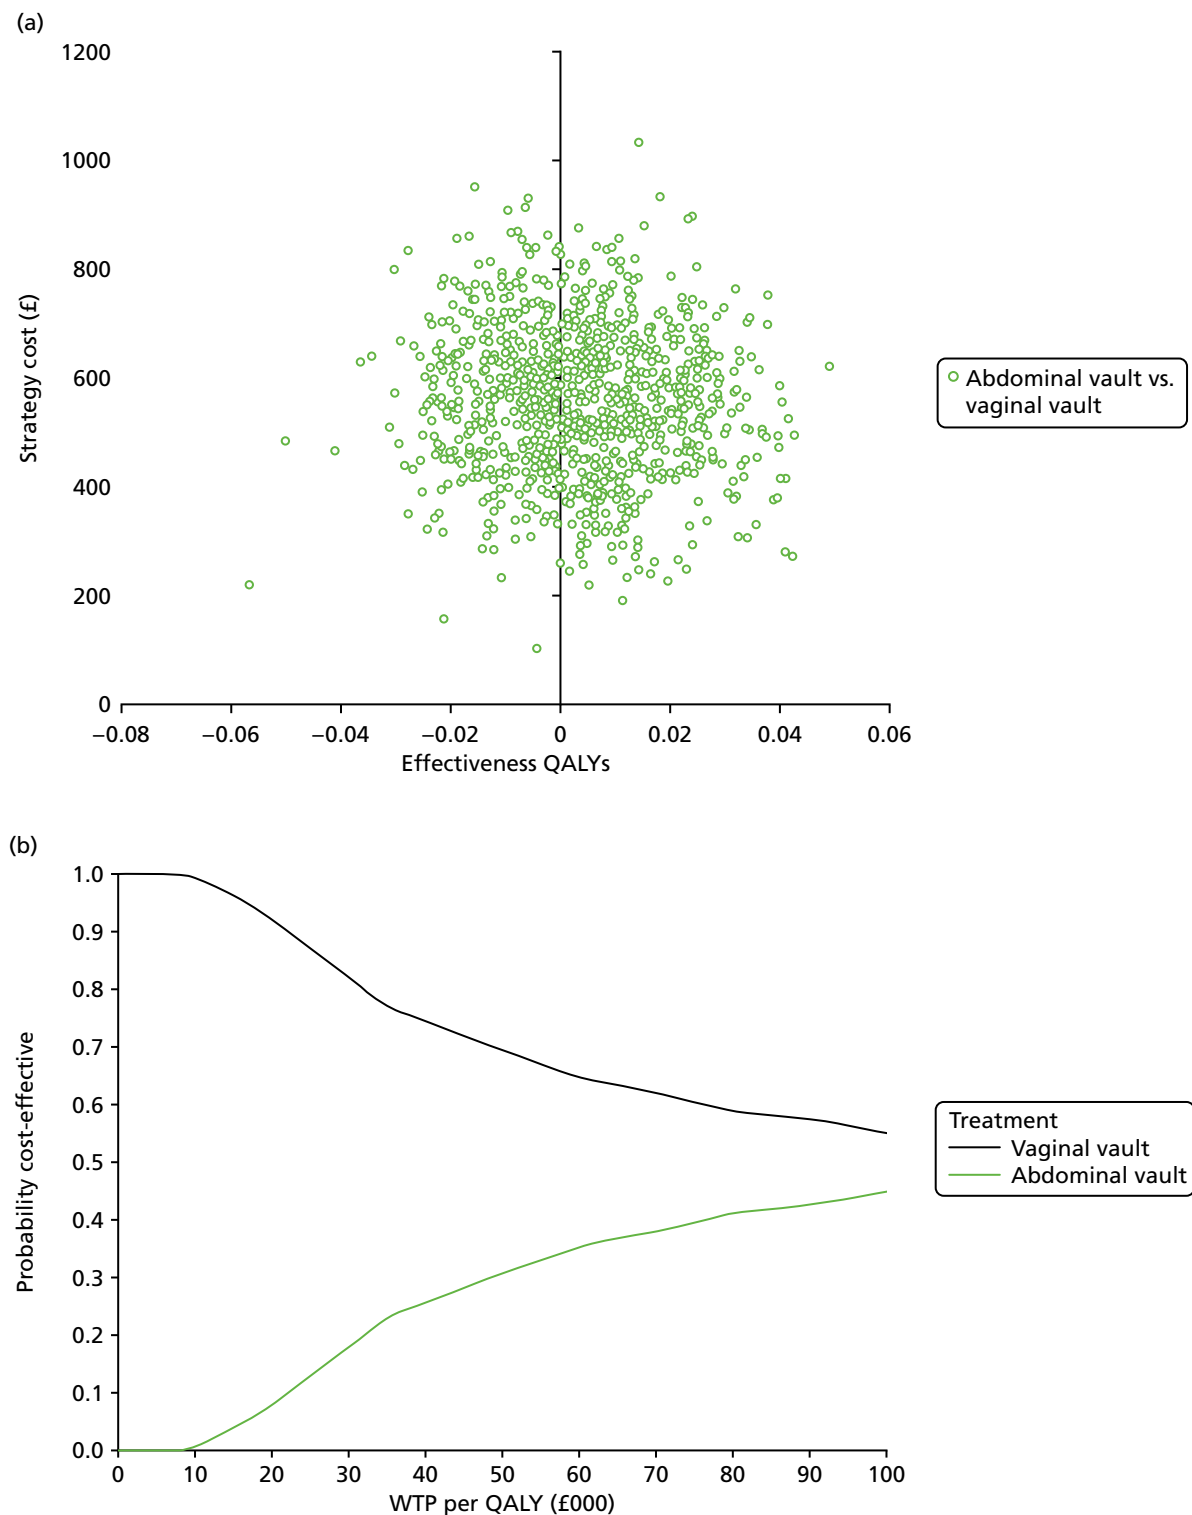 (a)
1200
1000
800
600
400
200
0
Strategy cost (£)
−0.08 −0.06 −0.04 −0.02 0 0.02 0.04 0.06
Effectiveness QALYs
Abdominal vault vs.
vaginal vault
(b)
1.0
0.9
0.8
0.7
0.6
0.5
0.4
0.3
0.2
0.1
0.0
Probability cost-effective
0 10 20 30 40 50 60 70 80 90 100
WTP per QALY (£000)
Treatment
Vaginal vault
Abdominal vault